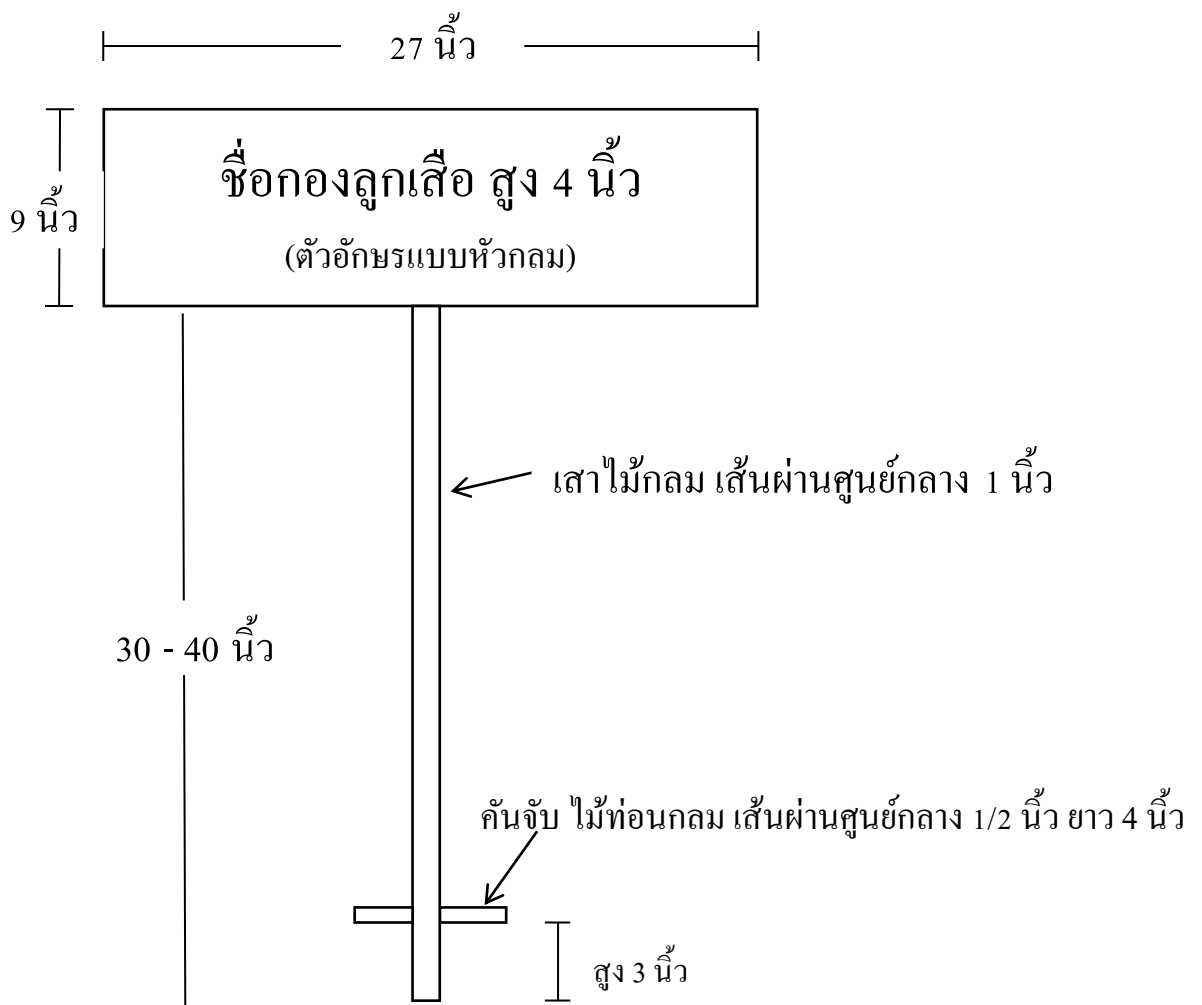 27 นิ้ว
ชื่อกองลูกเสือ สูง 4 นิ้ว
9 นิ้ว
(ตัวอักษรแบบหัวกลม)
เสาไม้กลม เส้นผ่านศูนย์กลาง 1 นิ้ว
30 - 40 นิ้ว
คันจับ ไม้ท่อนกลม เส้นผ่านศูนย์กลาง 1/2 นิ้ว ยาว 4 นิ้ว
สูง 3 นิ้ว